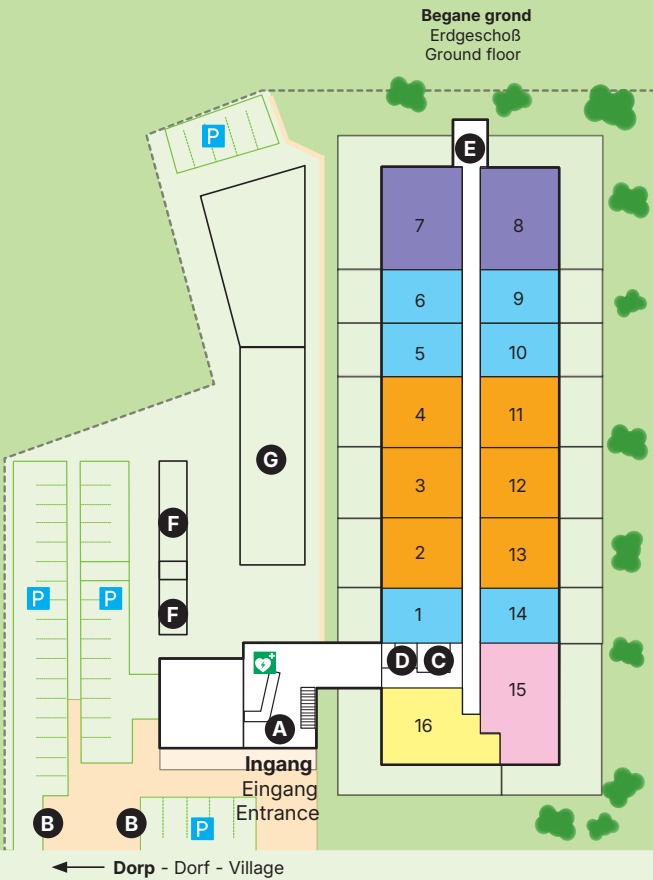 Begane grond
Erdgeschoß
Ground floor
P
E
7
8
6
9
5
10
4
11
G
3
12
F
2
13
P
P
F
1
14
D
C
15
A
16
Ingang
Eingang
Entrance
B
B
P
Dorp - Dorf - Village